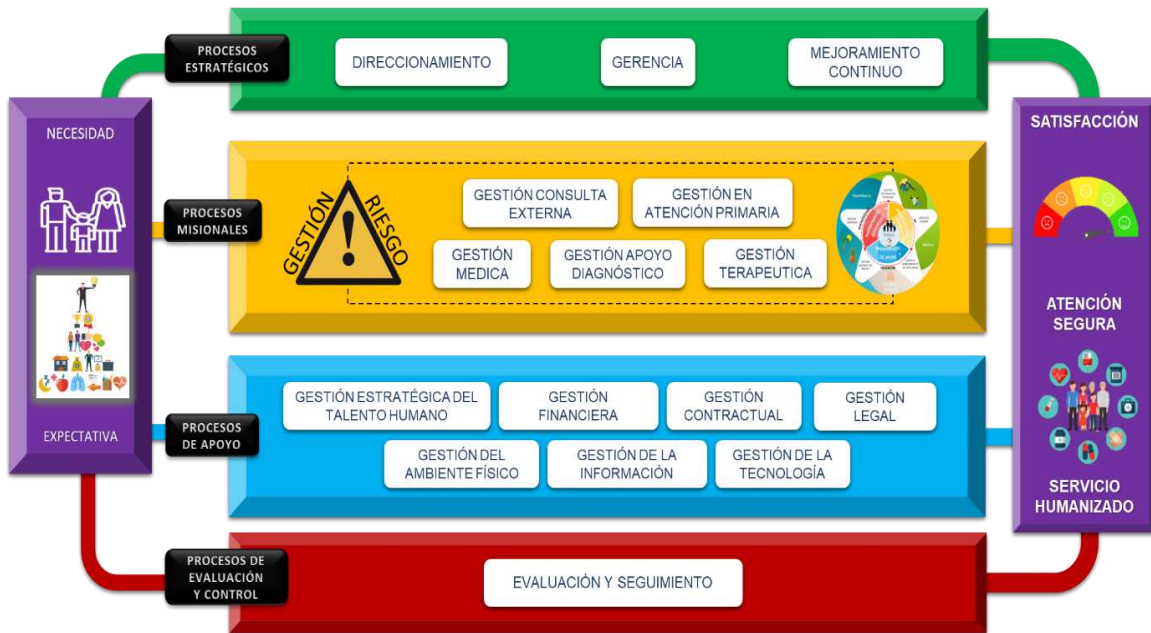 PROCESOS
ESTRATÉGICOS
DIRECCIONAMIENTO
GERENCIA
MEJORAMIENTO
CONTINUO
NECESIDAD
EXPECTATIVA
PROCESOS
MISIONALES
GESTIÓN
RIESGO
GESTIÓN CONSULTA
EXTERNA
GESTIÓN EN
ATENCIÓN PRIMARIA
GESTIÓN
MEDICA
GESTIÓN APOYO
DIAGNÓSTICO
GESTIÓN
TERAPEUTICA
PROCESOS
DE APOYO
GESTIÓN ESTRATÉGICA DEL
TALENTO HUMANO
GESTIÓN
FINANCIERA
GESTIÓN
CONTRACTUAL
GESTIÓN
LEGAL
GESTIÓN DEL
AMBIENTE FÍSICO
GESTIÓN DE LA
INFORMACIÓN
GESTIÓN DE LA
TECNOLOGÍA
PROCESOS DE
EVALUACIÓN
Y CONTROL
EVALUACIÓN Y SEGUIMIENTO
SATISFACCIÓN
ATENCIÓN
SEGURA
SERVICIO
HUMANIZADO